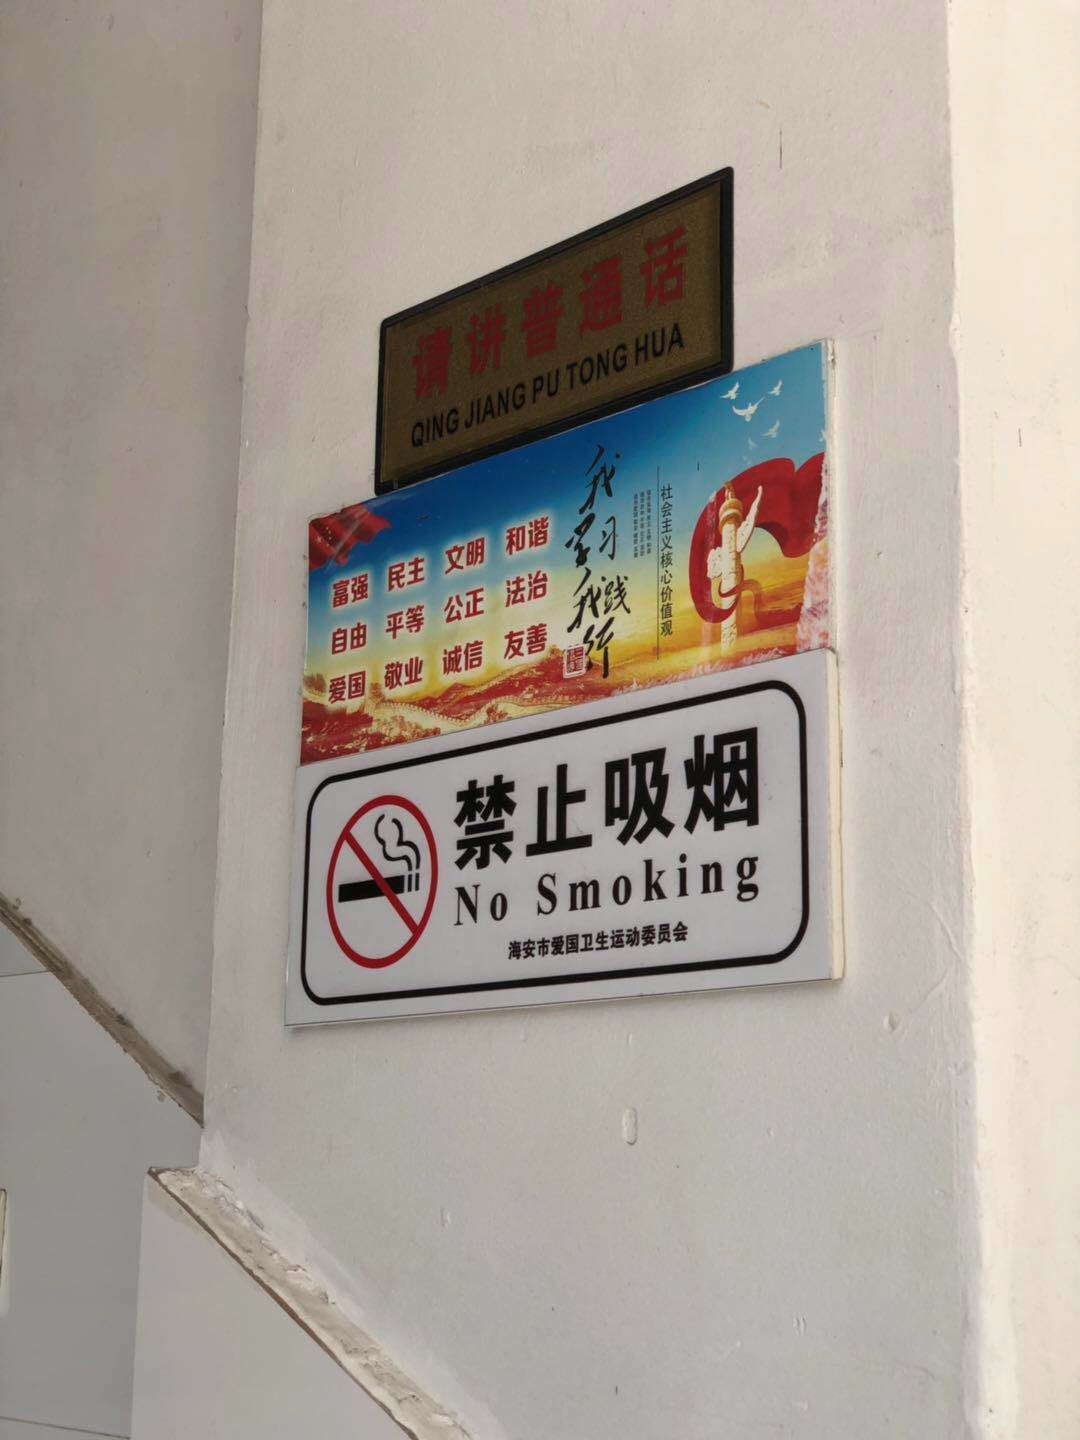 请讲普通话
QING JIANG PU TONG HUA
富强 民主 文明 和谐
自由 平等 公正 法治
爱国 敬业 诚信 友善
我学习
我践行
社会主义核心价值观
禁止吸烟
No Smoking
海安市爱国卫生运动委员会